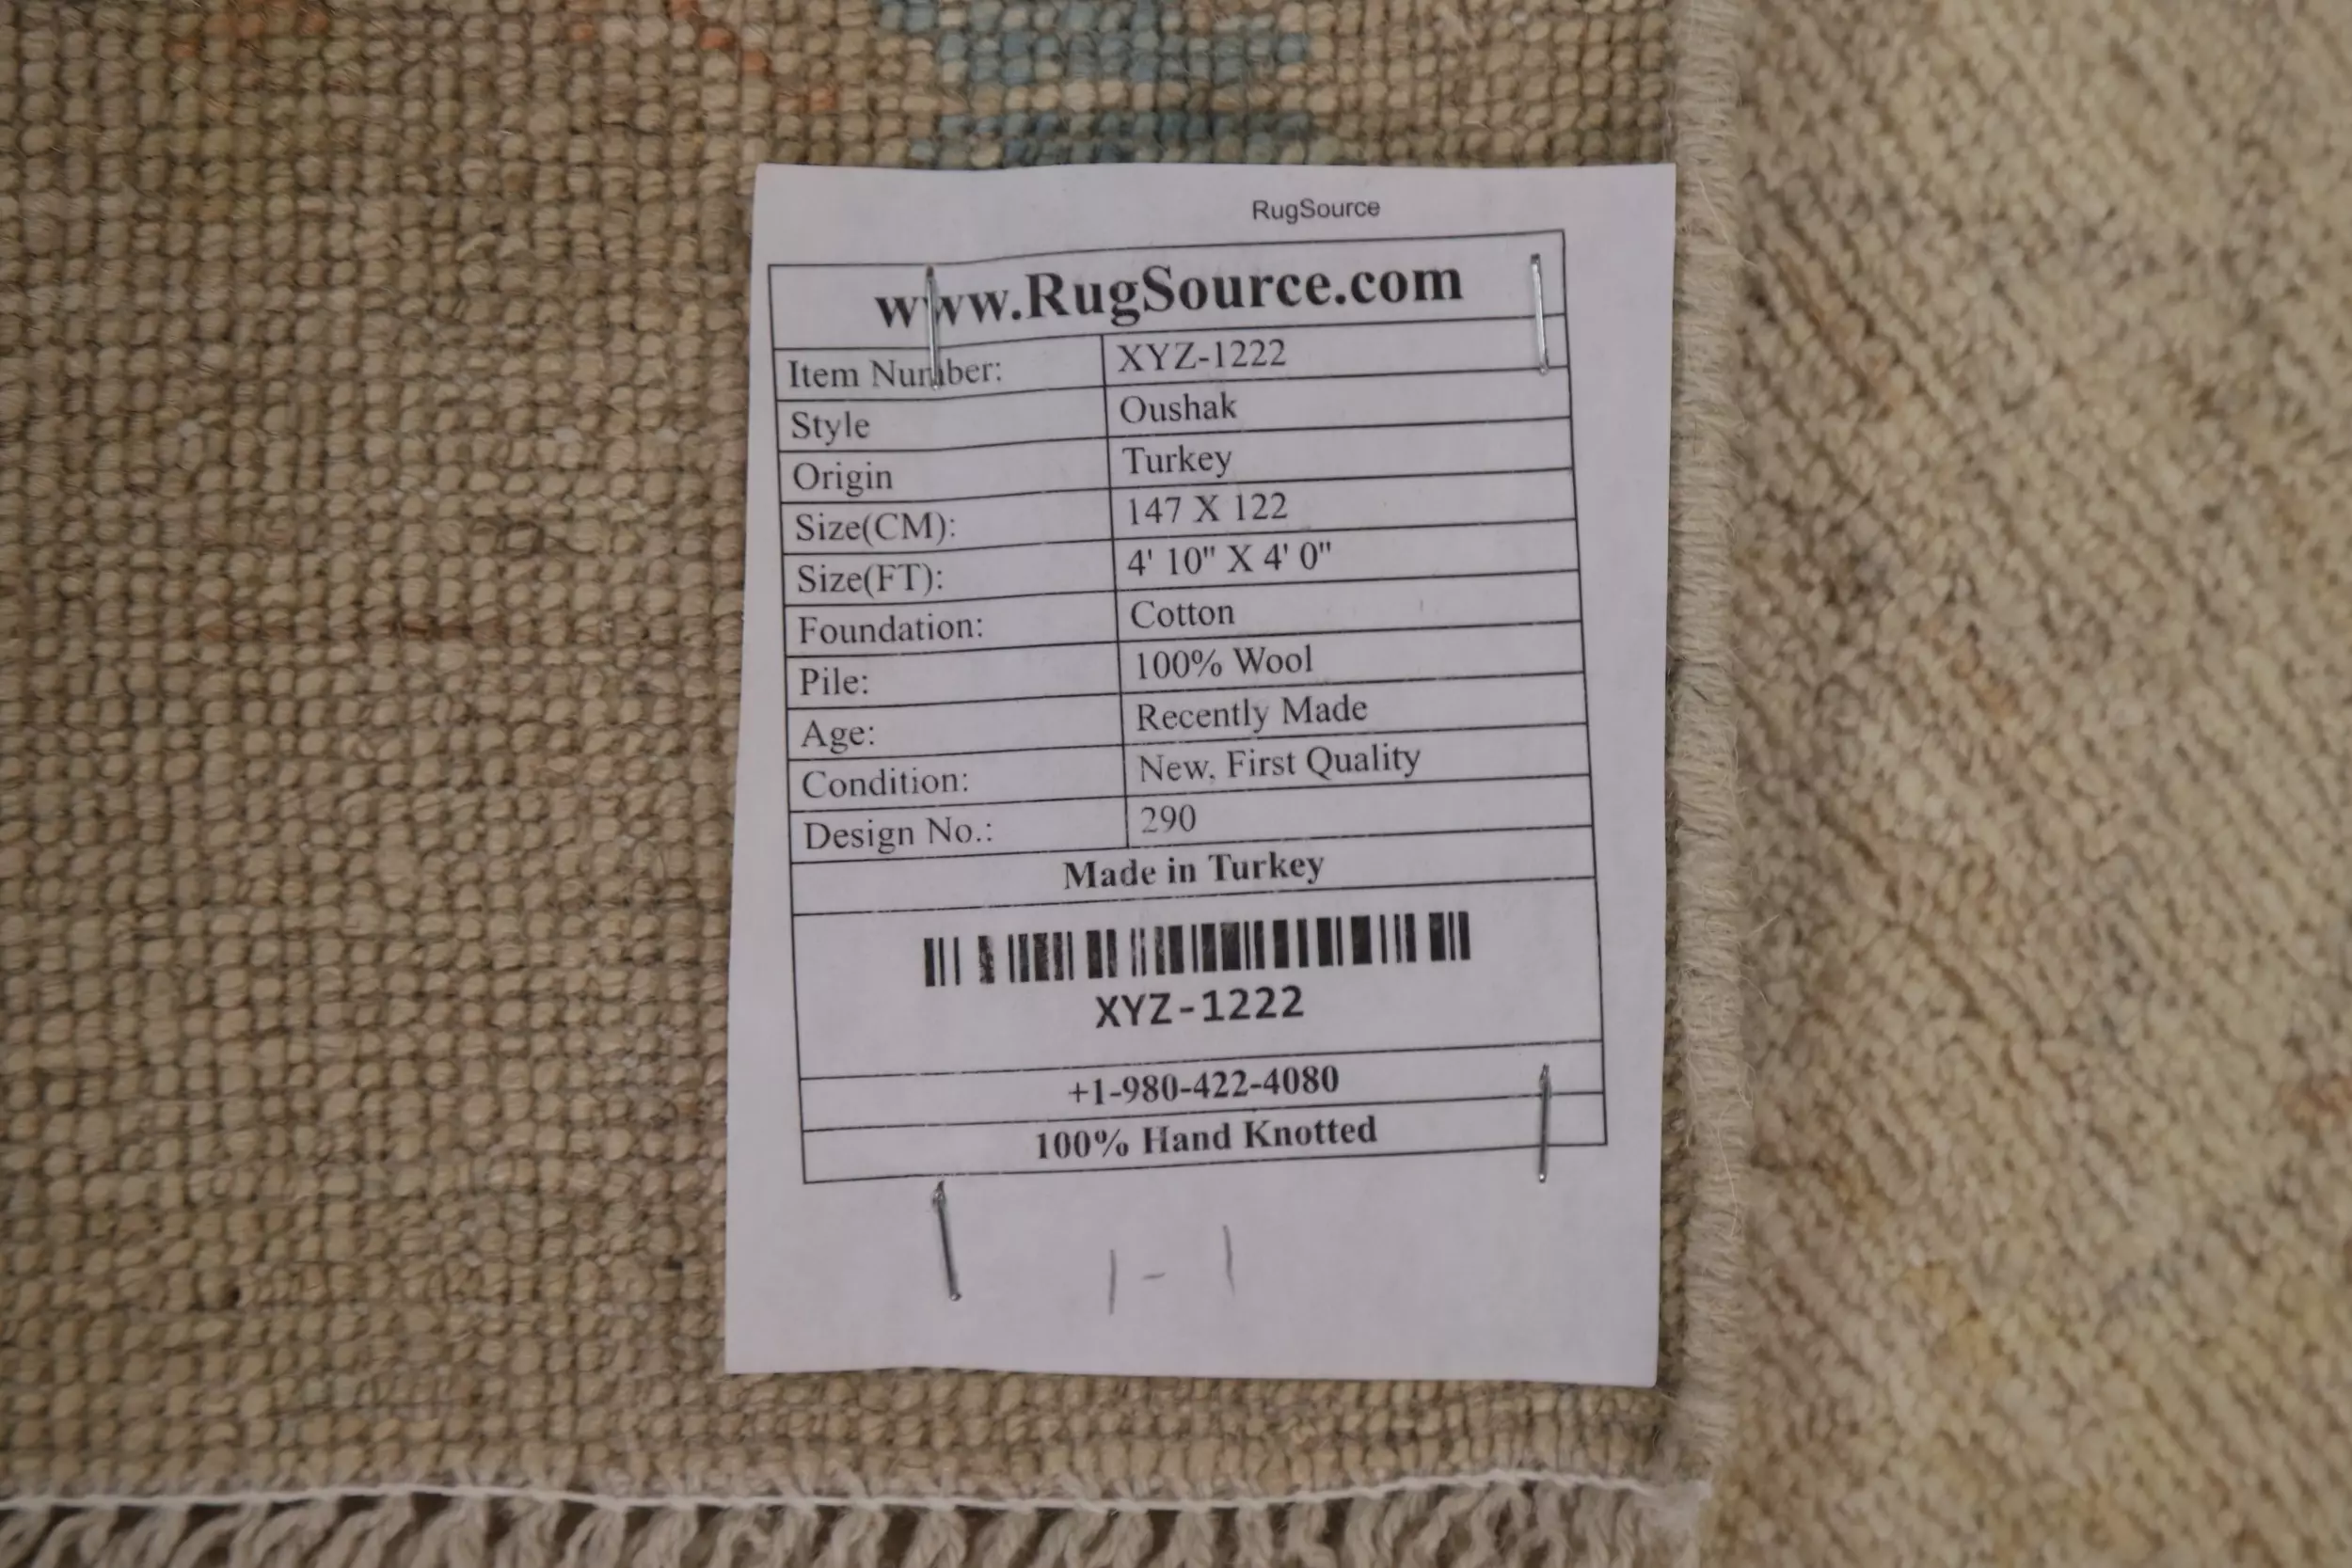 RugSource
www.RugSource.com
Item Number: XYZ-1222
Style Oushak
Origin Turkey
Size(CM): 147 X 122
Size(FT): 4' 10" X 4' 0"
Foundation: Cotton
Pile: 100% Wool
Age: Recently Made
Condition: New, First Quality
Design No.: 290
Made in Turkey
XYZ-1222
+1-980-422-4080
100% Hand Knotted
1 - 1